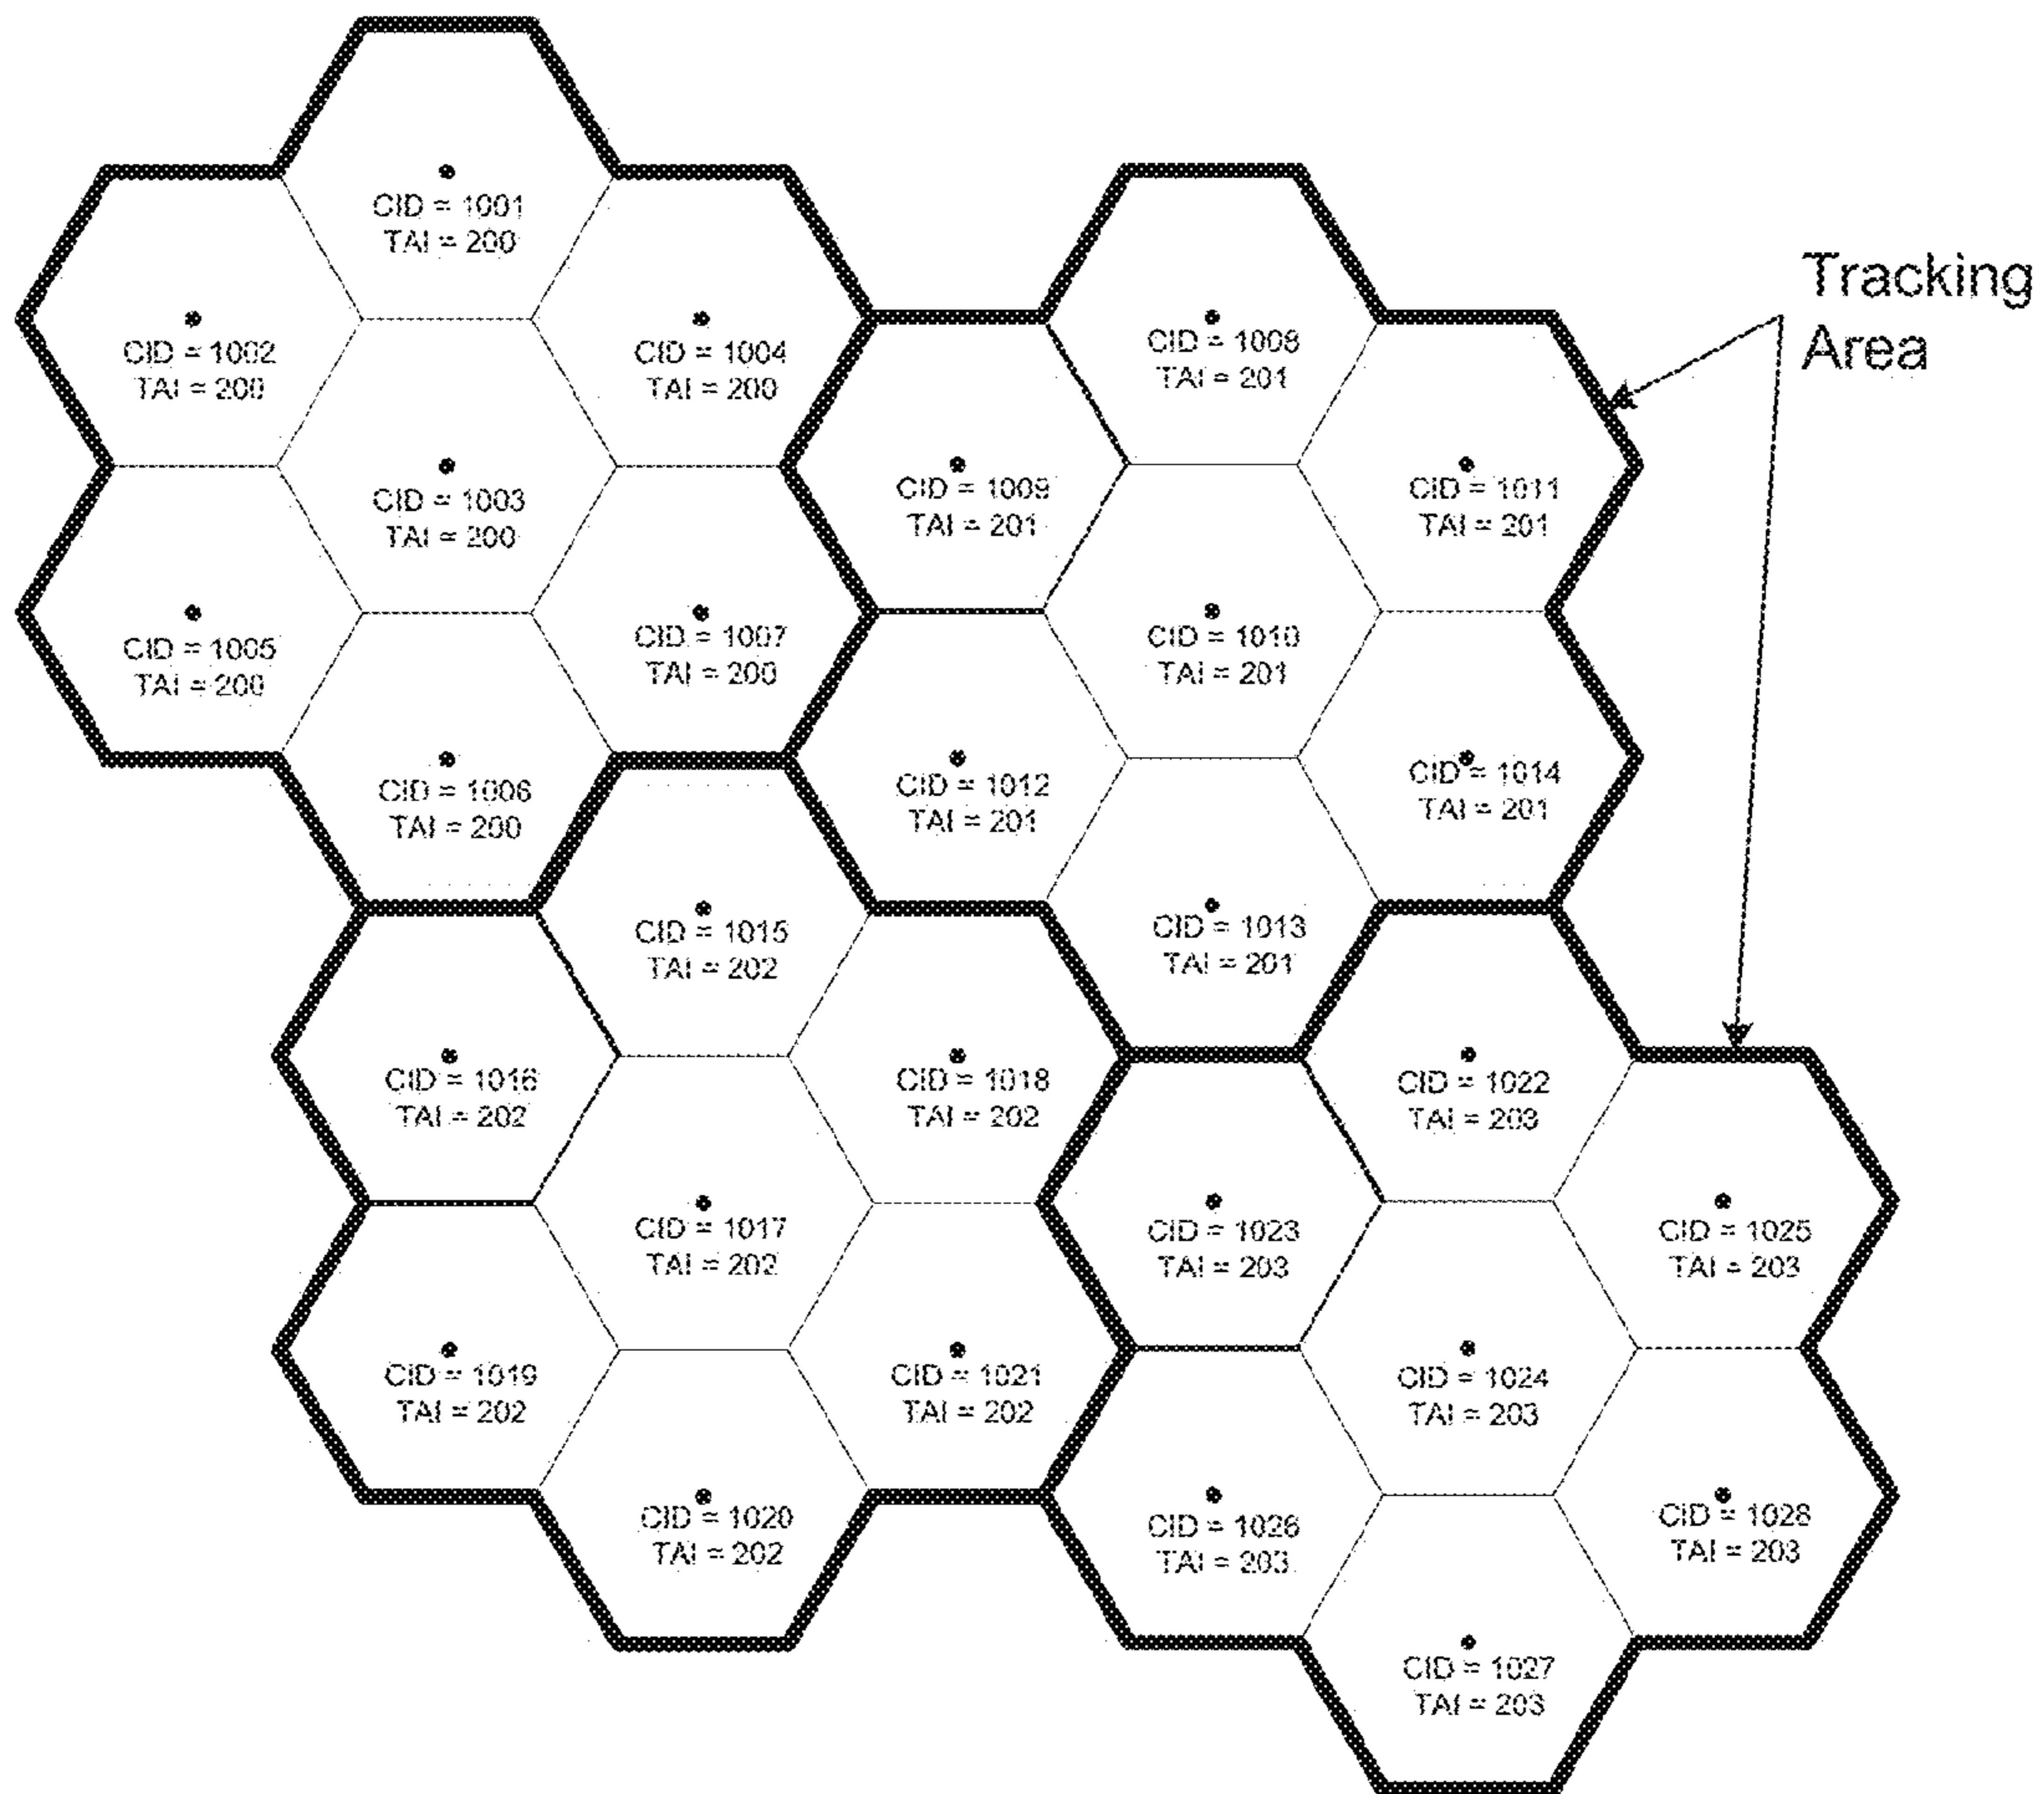 CID = 1001
TAI = 200
CID = 1002
TAI = 200
CID = 1004
TAI = 200
CID = 1008
TAI = 201
Tracking
Area
CID = 1003
TAI = 200
CID = 1009
TAI = 201
CID = 1011
TAI = 201
CID = 1005
TAI = 200
CID = 1007
TAI = 200
CID = 1010
TAI = 201
CID = 1006
TAI = 200
CID = 1012
TAI = 201
CID = 1014
TAI = 201
CID = 1015
TAI = 202
CID = 1013
TAI = 201
CID = 1016
TAI = 202
CID = 1018
TAI = 202
CID = 1022
TAI = 203
CID = 1017
TAI = 202
CID = 1023
TAI = 203
CID = 1025
TAI = 203
CID = 1019
TAI = 202
CID = 1021
TAI = 202
CID = 1024
TAI = 203
CID = 1020
TAI = 202
CID = 1026
TAI = 203
CID = 1028
TAI = 203
CID = 1027
TAI = 203